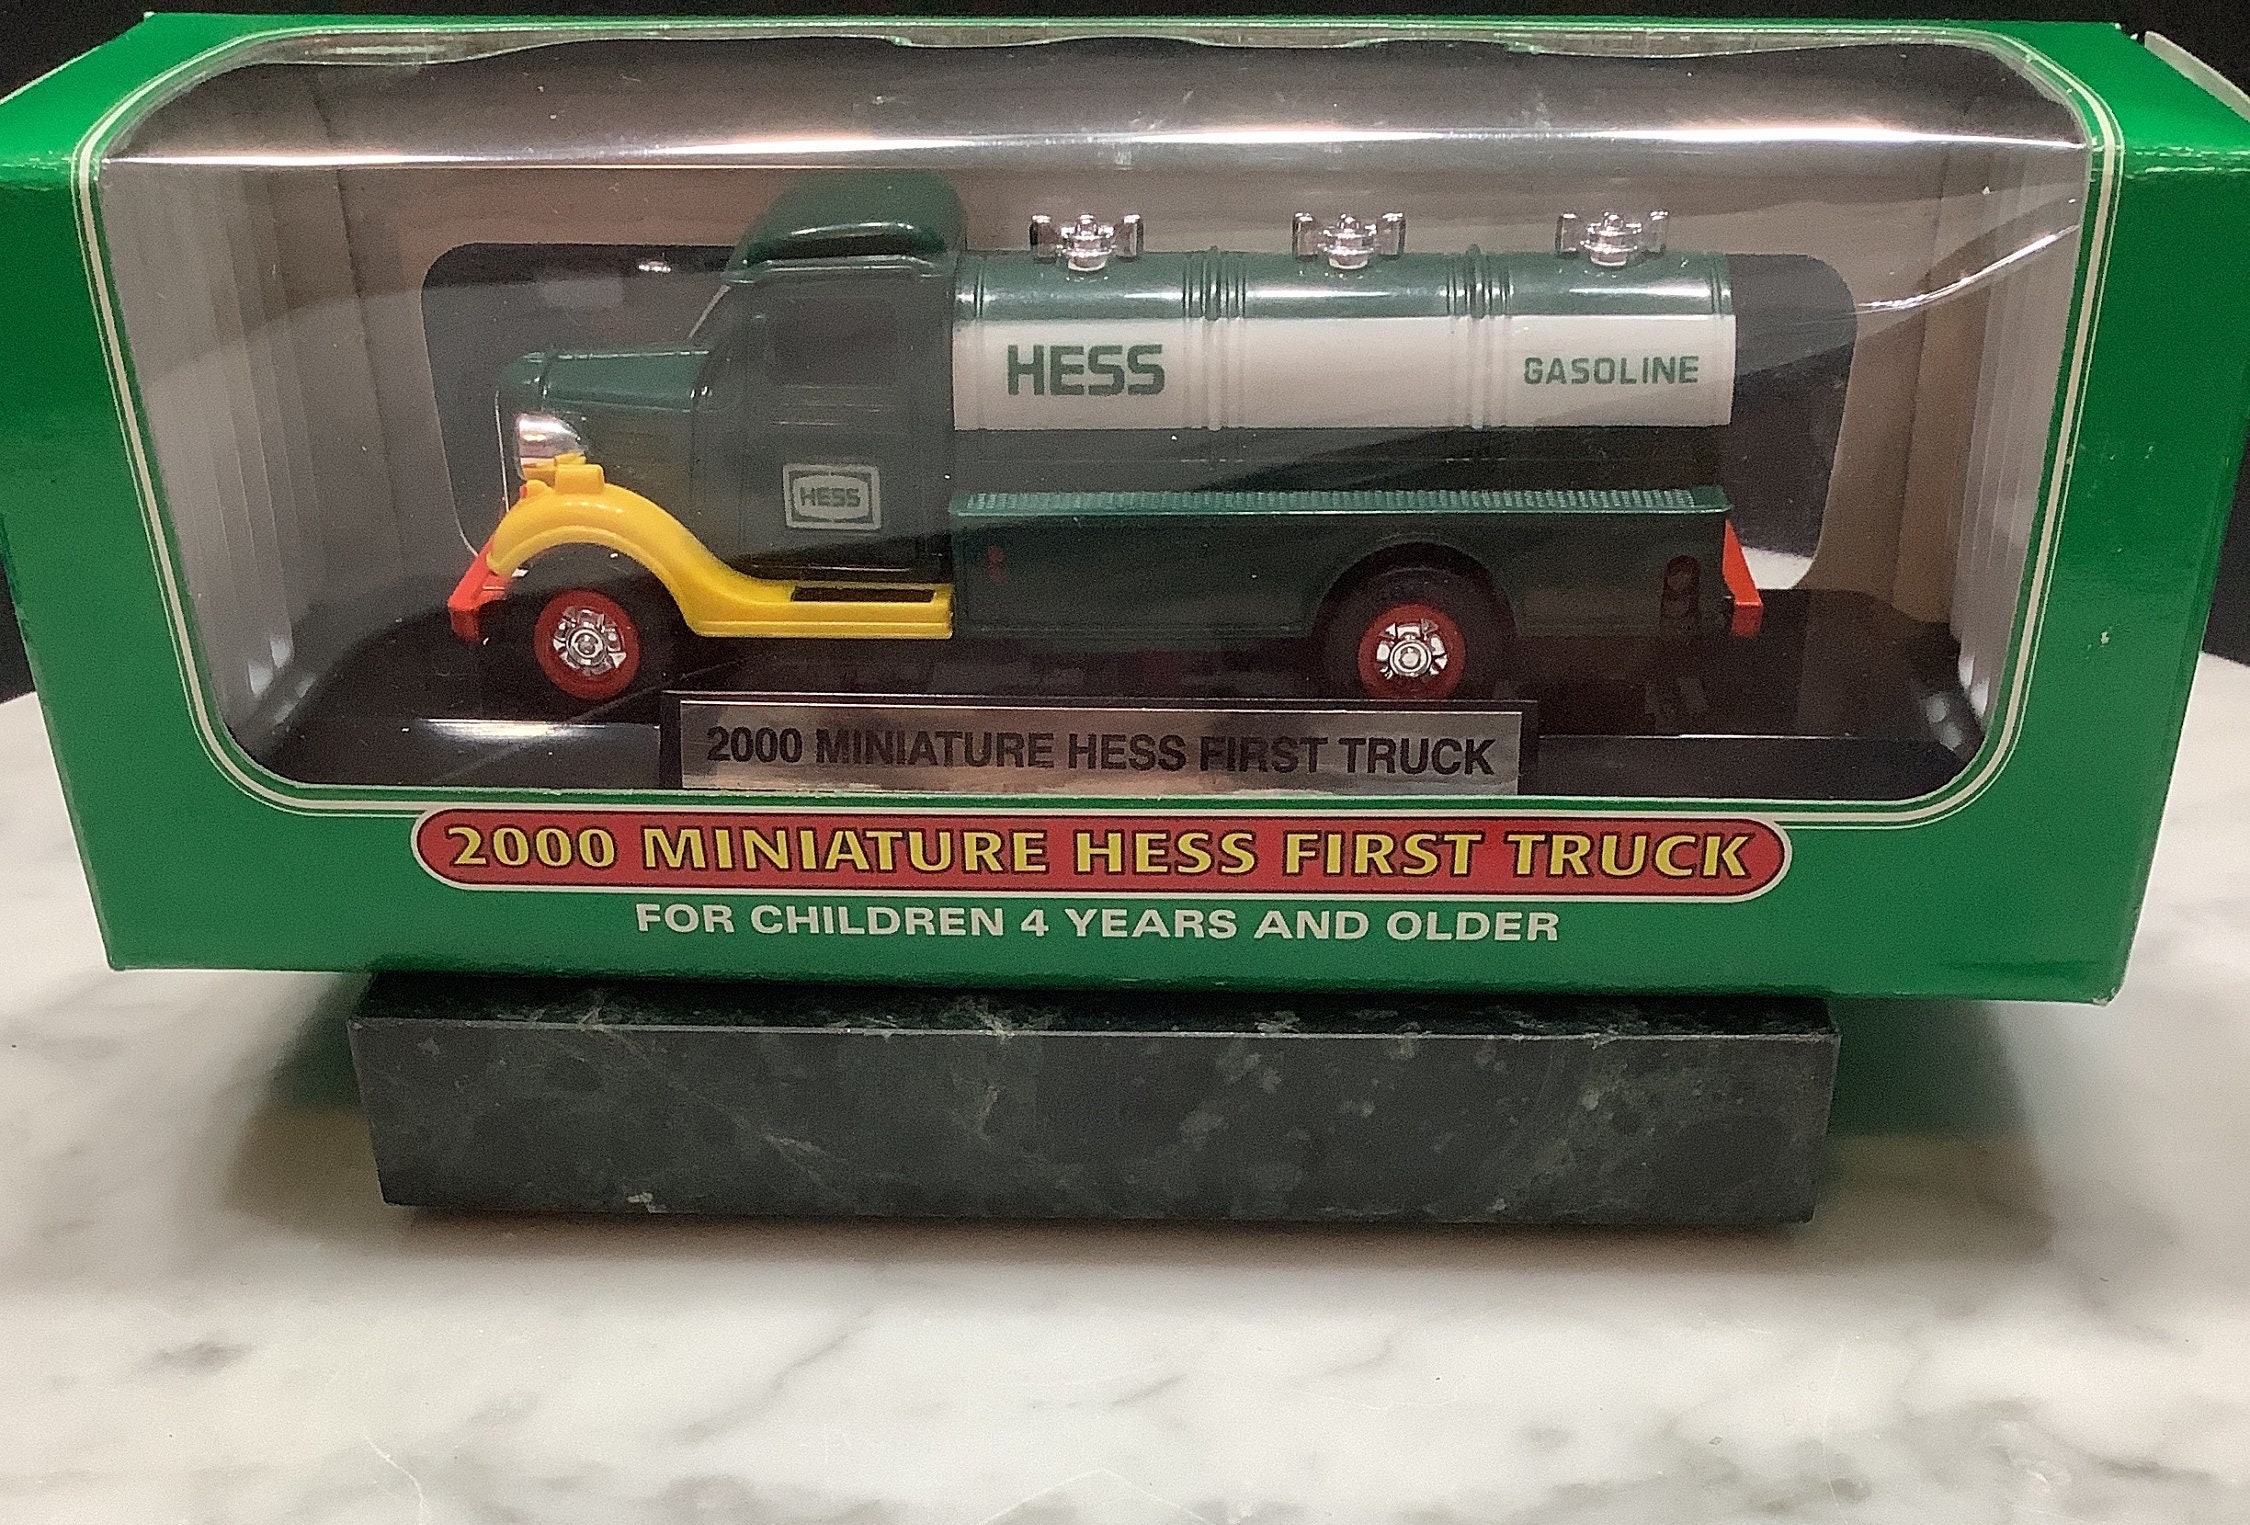 HESS
GASOLINE
HESS
2000 MINIATURE HESS FIRST TRUCK
2000 MINIATURE HESS FIRST TRUCK
FOR CHILDREN 4 YEARS AND OLDER